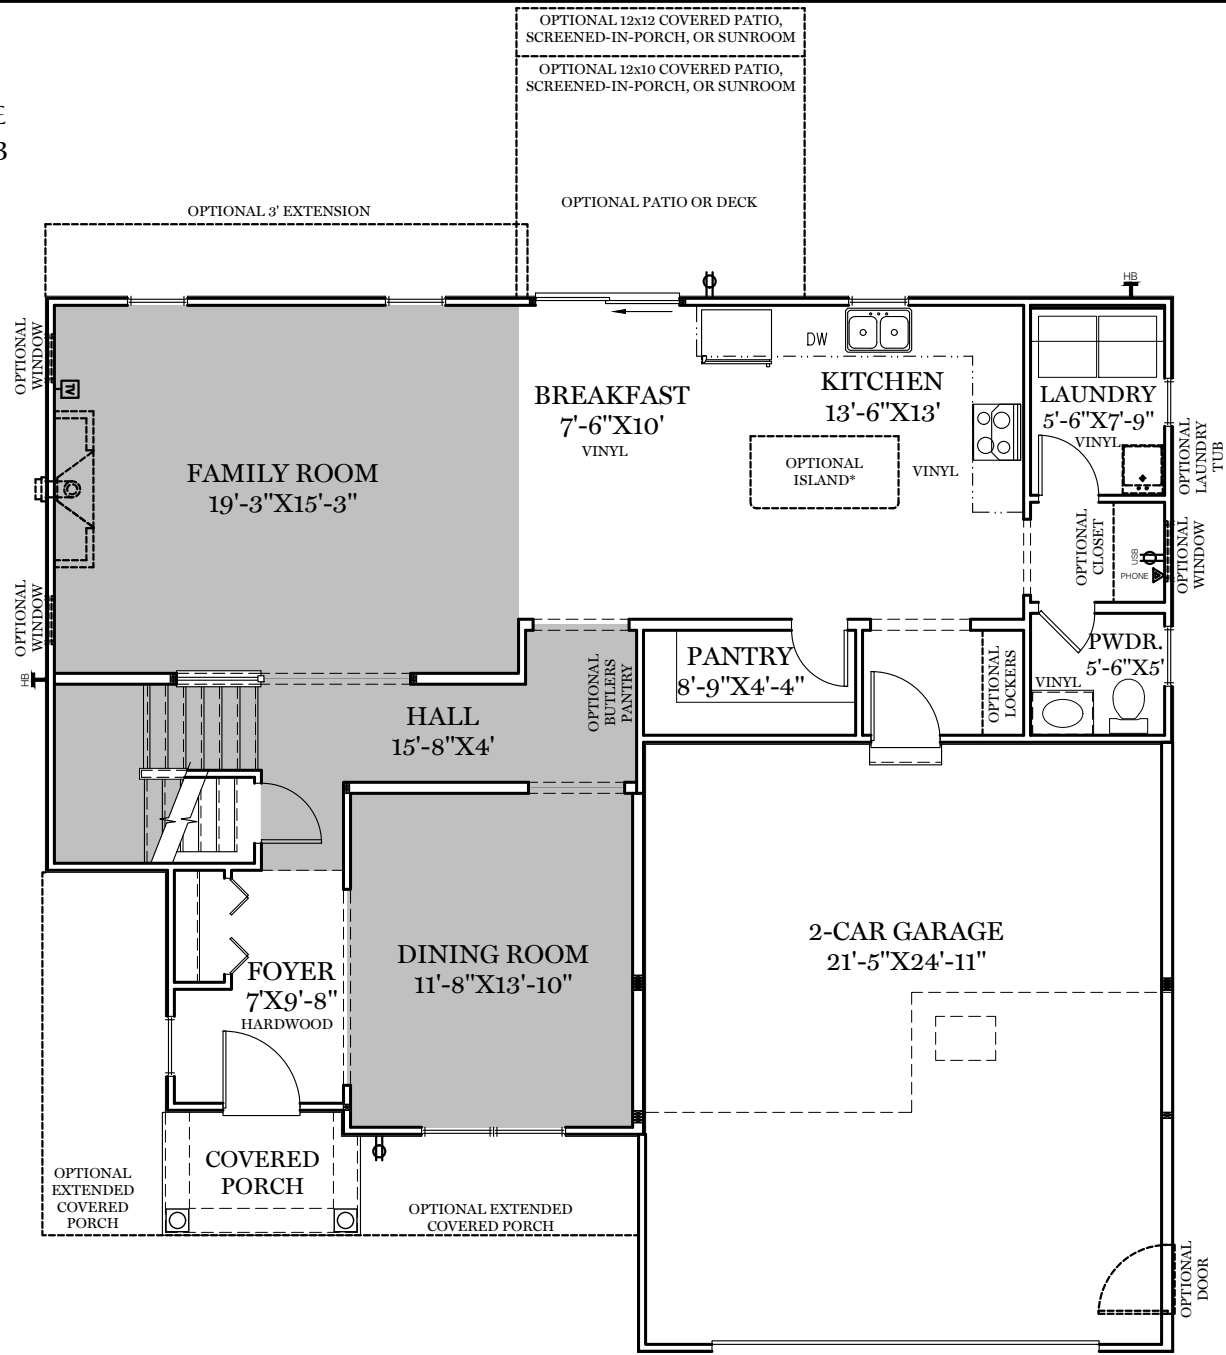 OPTIONAL 12x12 COVERED PATIO,
SCREENED-IN-PORCH, OR SUNROOM
OPTIONAL 12x10 COVERED PATIO,
SCREENED-IN-PORCH, OR SUNROOM
3
OPTIONAL PATIO OR DECK
OPTIONAL 3' EXTENSION
HB
OPTIONAL
WINDOW
TV
DW
BREAKFAST
7'-6"X10'
VINYL
KITCHEN
13'-6"X13'
LAUNDRY
5'-6"X7'-9"
VINYL
OPTIONAL
LAUNDRY
TUB
FAMILY ROOM
19'-3"X15'-3"
OPTIONAL
ISLAND*
VINYL
OPTIONAL
CLOSET
USB
PHONE
OPTIONAL
WINDOW
OPTIONAL
WINDOW
HB
OPTIONAL
BUTLERS
PANTRY
PANTRY
8'-9"X4'-4"
OPTIONAL
LOCKERS
PWDR.
5'-6"X5'
VINYL
HALL
15'-8"X4'
2-CAR GARAGE
21'-5"X24'-11"
DINING ROOM
11'-8"X13'-10"
FOYER
7'X9'-8"
HARDWOOD
COVERED
PORCH
OPTIONAL
EXTENDED
COVERED
PORCH
OPTIONAL EXTENDED
COVERED PORCH
OPTIONAL
DOOR